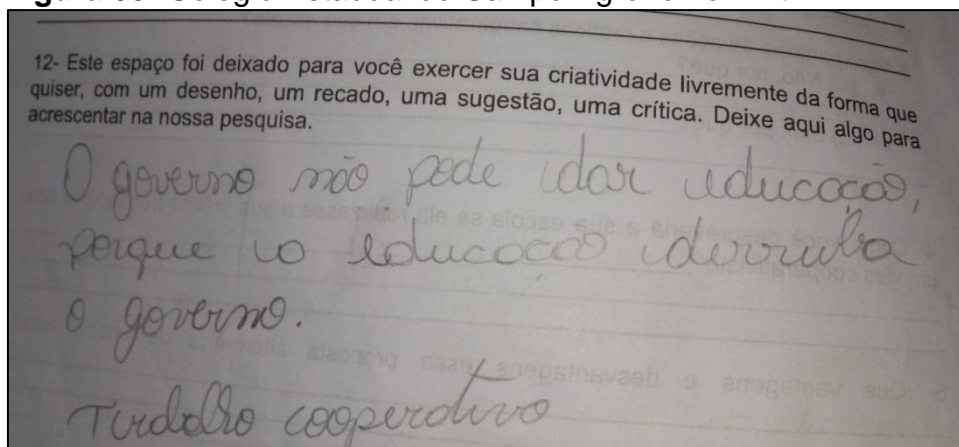 12- Este espaço foi deixado para você exercer sua criatividade livremente da forma que
quiser, com um desenho, um recado, uma sugestão, uma crítica. Deixe aqui algo para
acrescentar na nossa pesquisa.
O governo não pode dar educação,
porque a educação derruba
o governo.
cooperativo